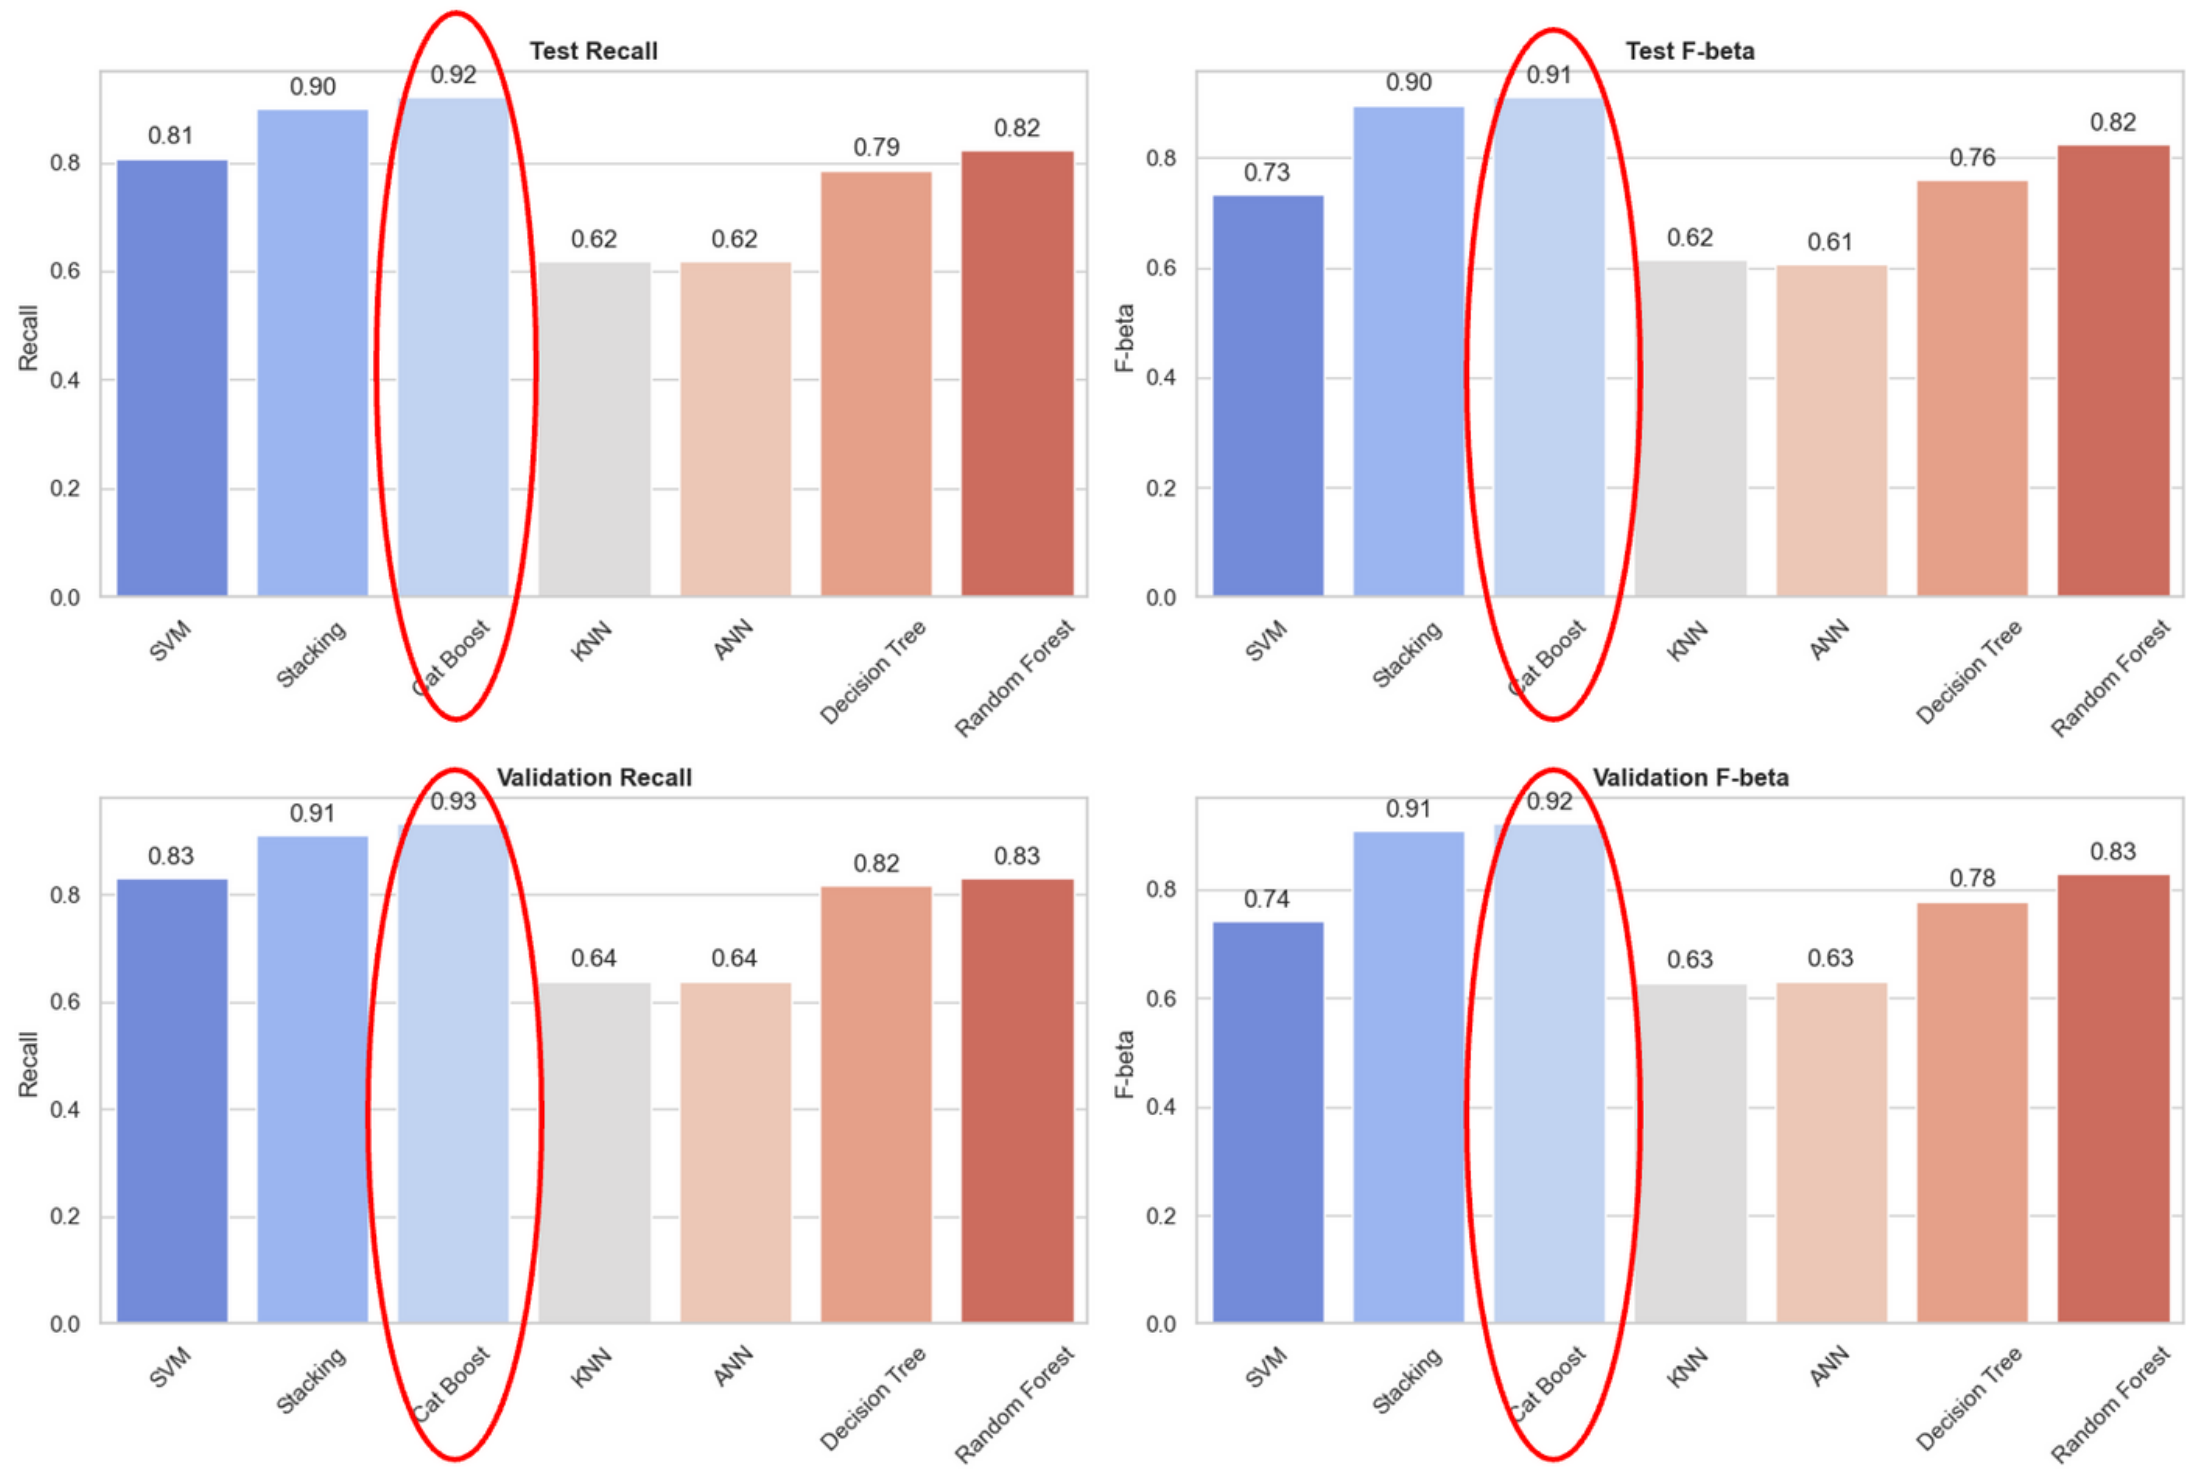 Test Recall
0.81
0.90
0.92
0.62
0.62
0.79
0.82
Recall
0.8
0.6
0.4
0.2
0.0
SVM
Stacking
Cat Boost
KNN
ANN
Decision Tree
Random Forest
Test F-beta
0.73
0.90
0.91
0.62
0.61
0.76
0.82
F-beta
0.8
0.6
0.4
0.2
0.0
SVM
Stacking
Cat Boost
KNN
ANN
Decision Tree
Random Forest
Validation Recall
0.83
0.91
0.93
0.64
0.64
0.82
0.83
Recall
0.8
0.6
0.4
0.2
0.0
SVM
Stacking
Cat Boost
KNN
ANN
Decision Tree
Random Forest
Validation F-beta
0.74
0.91
0.92
0.63
0.63
0.78
0.83
F-beta
0.8
0.6
0.4
0.2
0.0
SVM
Stacking
Cat Boost
KNN
ANN
Decision Tree
Random Forest